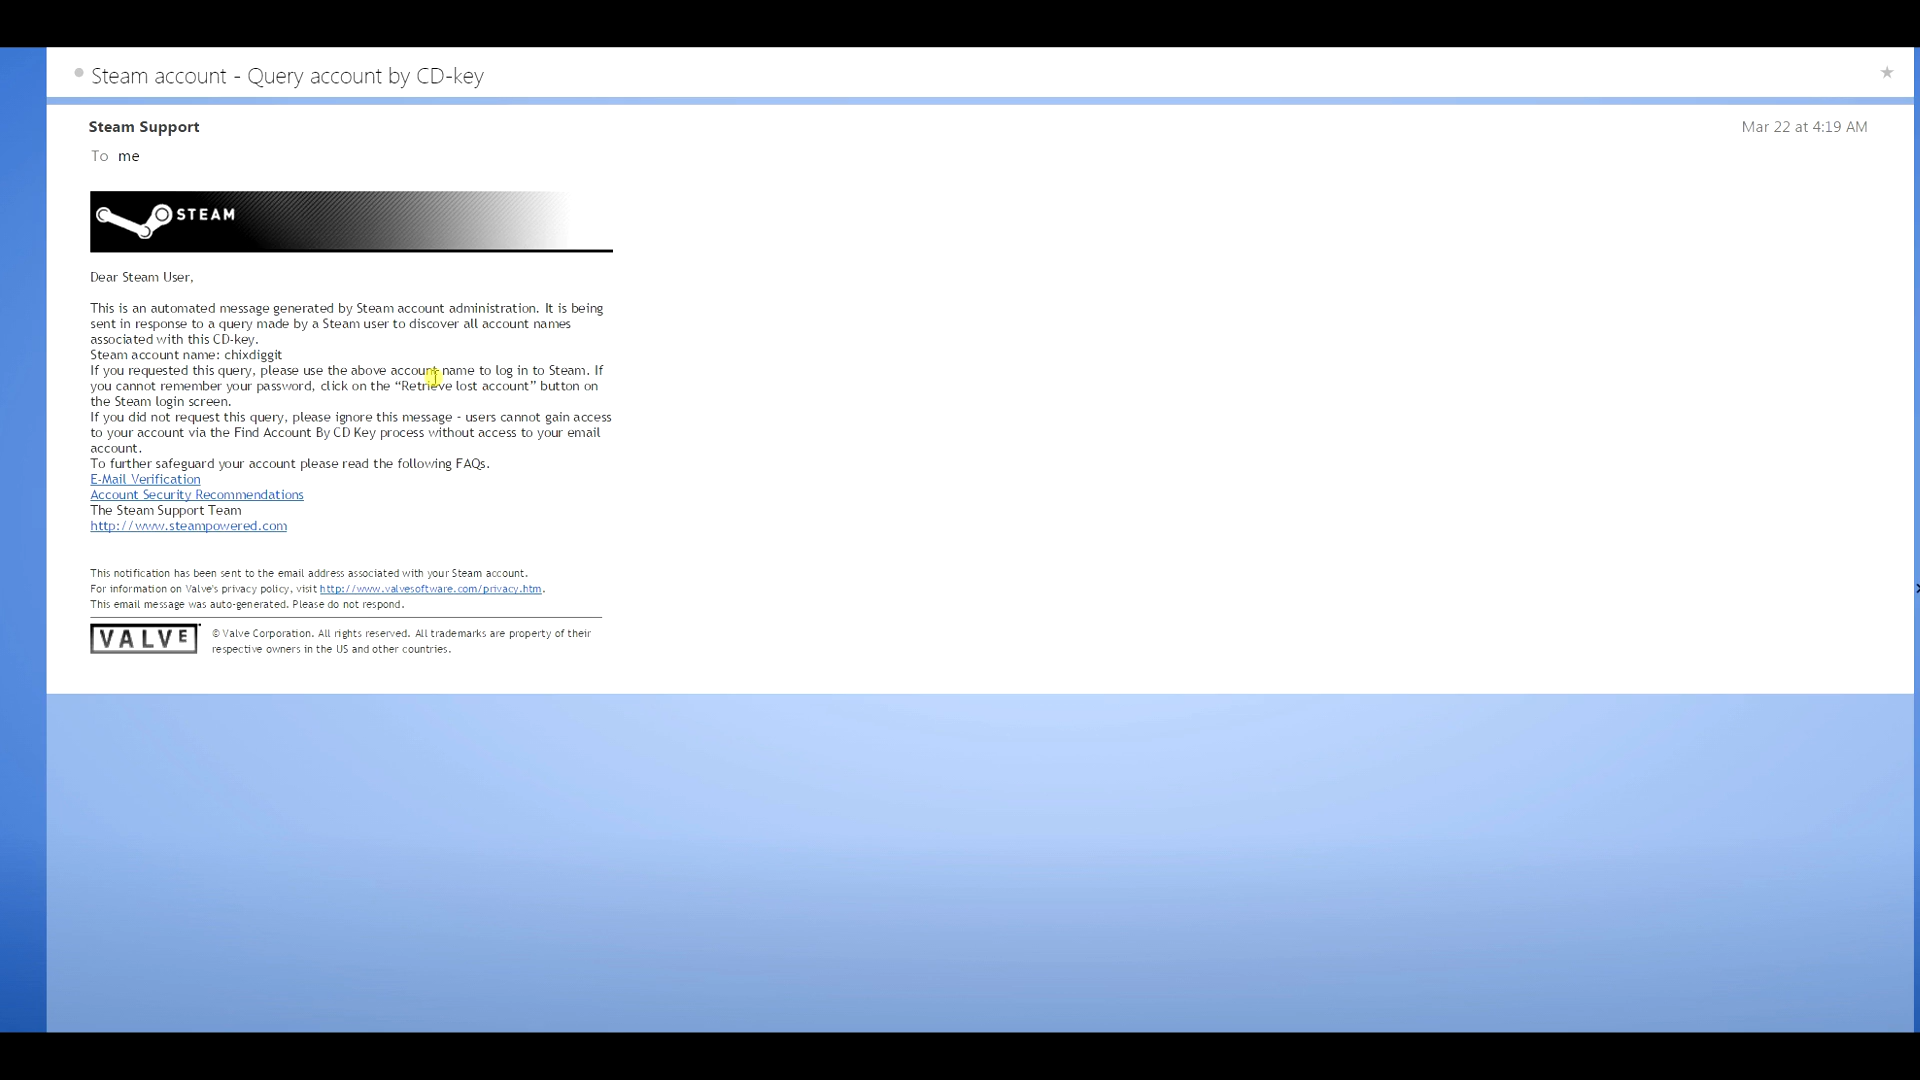 Steam account - Query account by CD-key
Steam Support
Mar 22 at 4:19 AM
To me
STEAM
Dear Steam User,
This is an automated message generated by Steam account administration. It is being
sent in response to a query made by a Steam user to discover all account names
associated with this CD-key.
Steam account name: chixdiggit
If you requested this query, please use the above account name to log in to Steam. If
you cannot remember your password, click on the “Retrieve lost account” button on
the Steam login screen.
If you did not request this query, please ignore this message - users cannot gain access
to your account via the Find Account By CD Key process without access to your email
account.
To further safeguard your account please read the following FAQs.
E-Mail Verification
Account Security Recommendations
The Steam Support Team
http://www.steampowered.com
This notification has been sent to the email address associated with your Steam account.
For information on Valve's privacy policy, visit http://www.valvesoftware.com/privacy.htm.
This email message was auto-generated. Please do not respond.
VALVE
© Valve Corporation. All rights reserved. All trademarks are property of their
respective owners in the US and other countries.